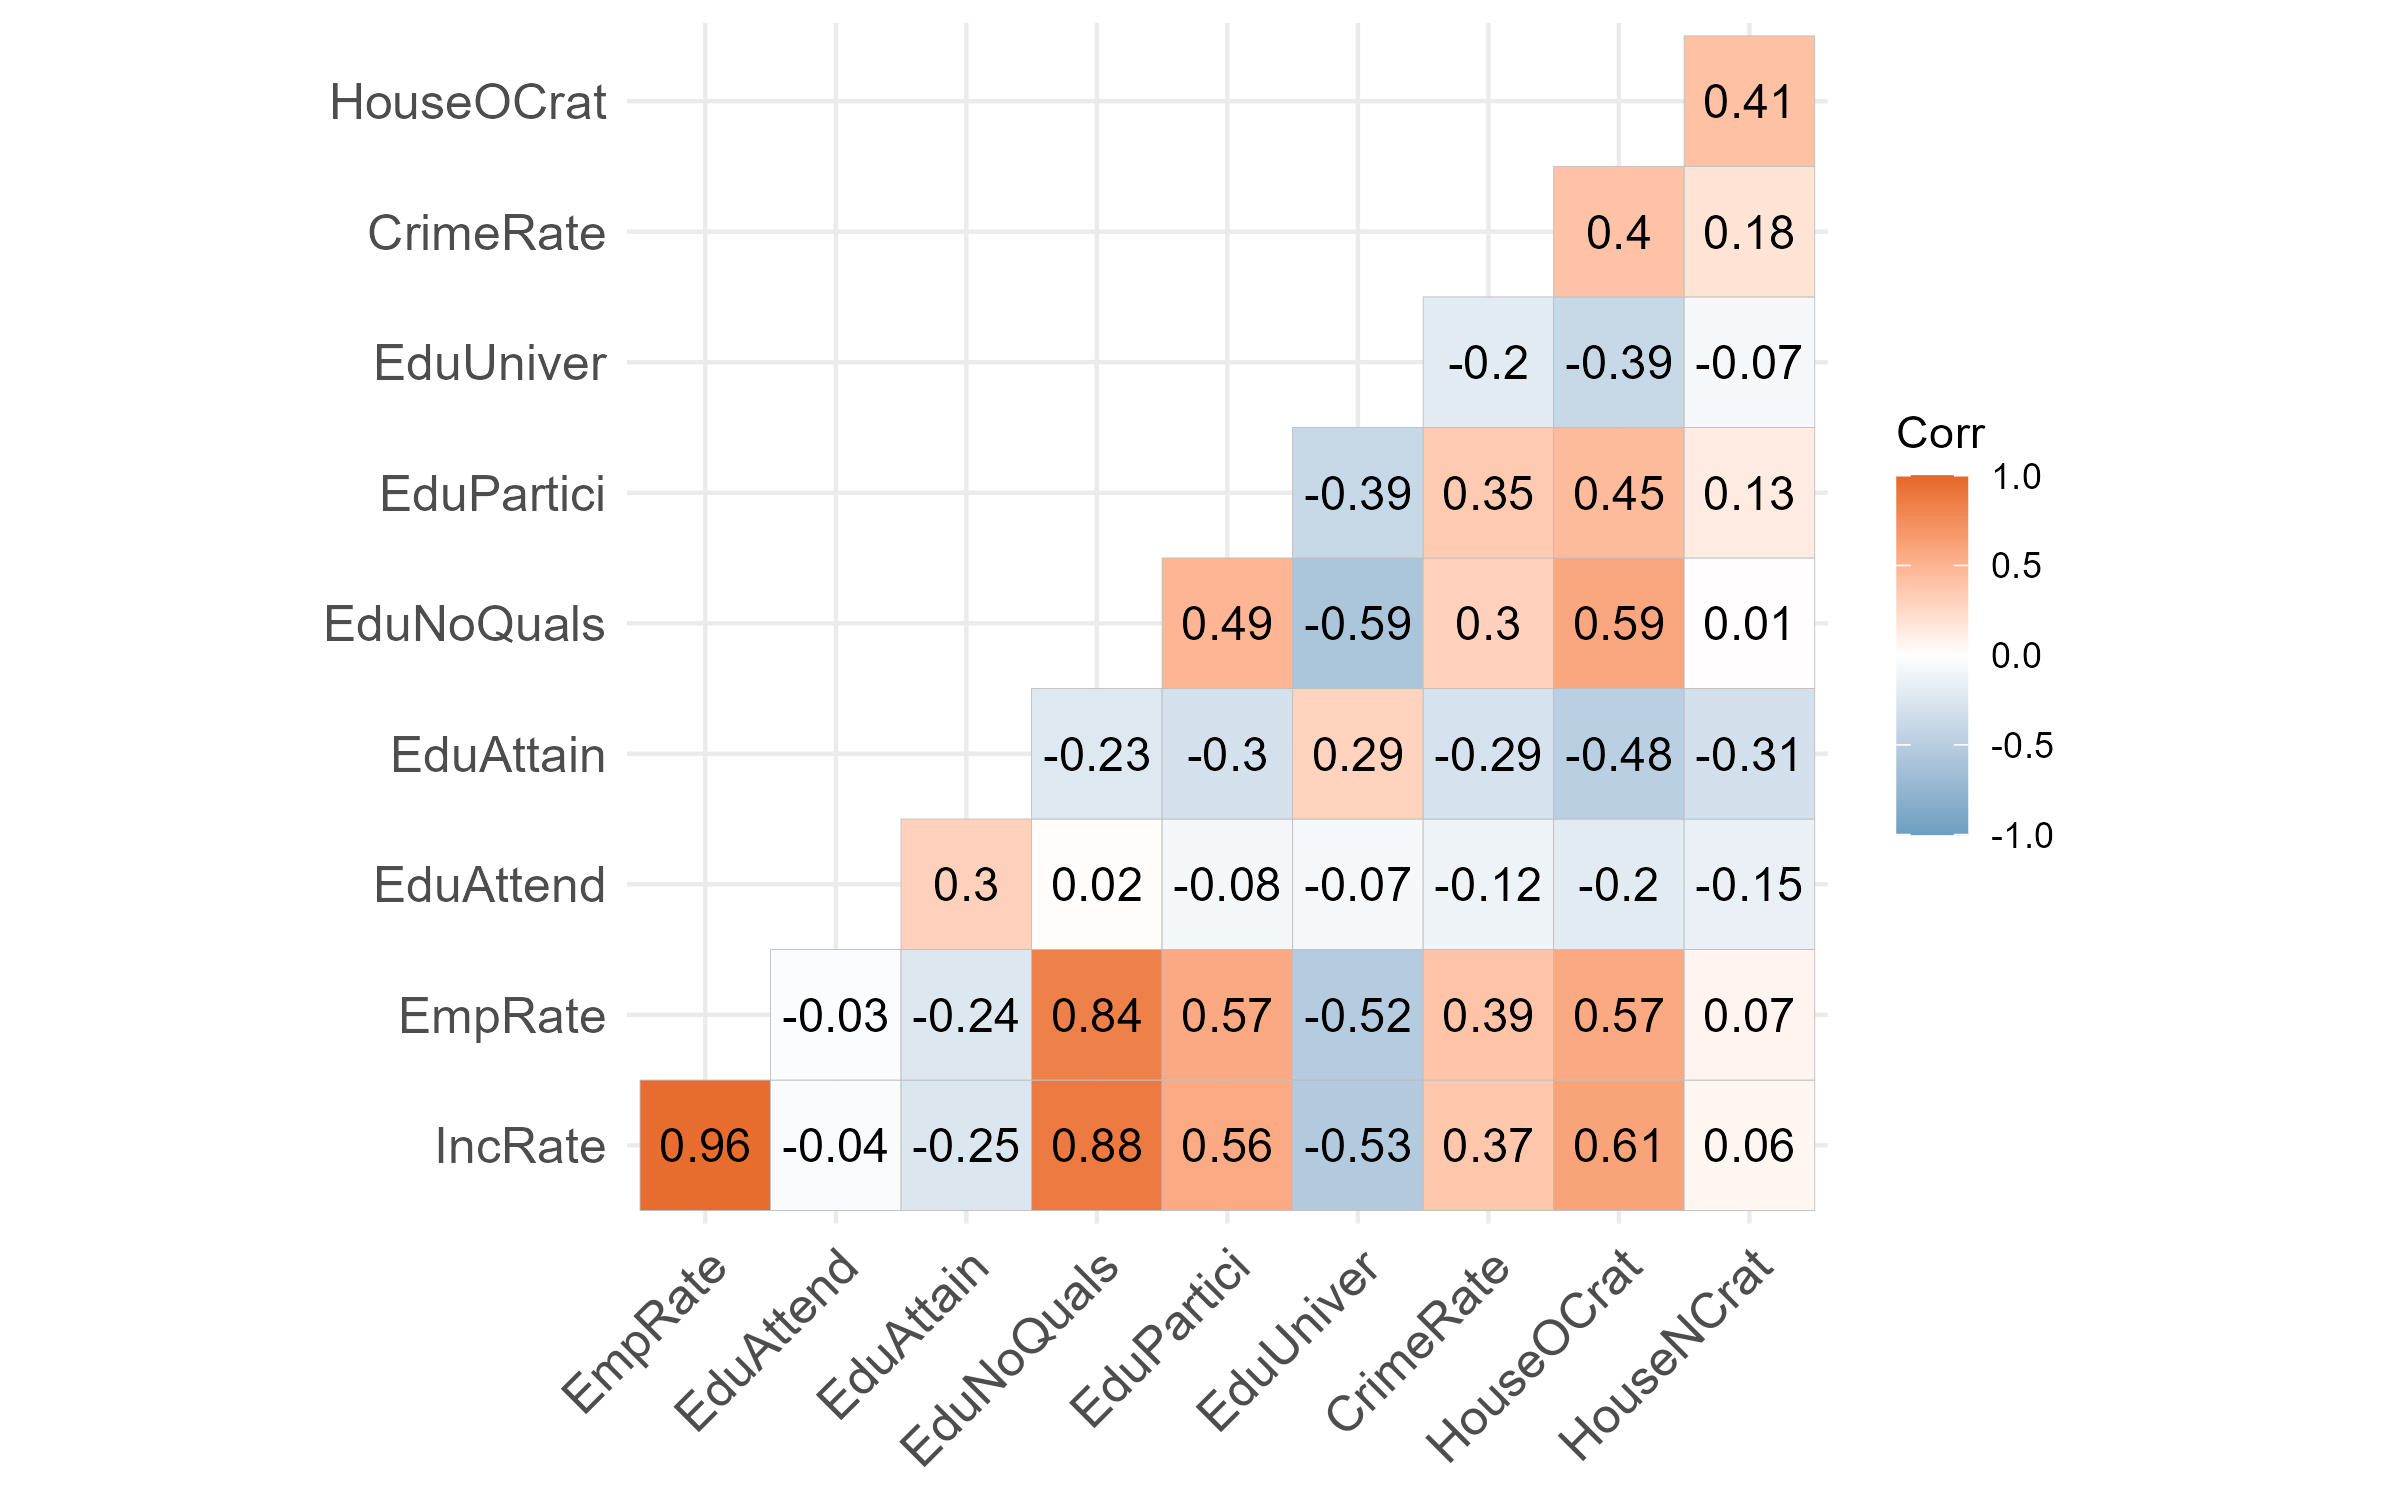 HouseOCrat 0.41
CrimeRate 0.4 0.18
EduUniver -0.2 -0.39 -0.07
EduPartici -0.39 0.35 0.45 0.13
EduNoQuals 0.49 -0.59 0.3 0.59 0.01
EduAttain -0.23 -0.3 0.29 -0.29 -0.48 -0.31
EduAttend 0.3 0.02 -0.08 -0.07 -0.12 -0.2 -0.15
EmpRate -0.03 -0.24 0.84 0.57 -0.52 0.39 0.57 0.07
IncRate 0.96 -0.04 -0.25 0.88 0.56 -0.53 0.37 0.61 0.06
EmpRate
EduAttend
EduAttain
EduNoQuals
EduPartici
EduUniver
CrimeRate
HouseOCrat
HouseNCrat
Corr
1.0
0.5
0.0
-0.5
-1.0